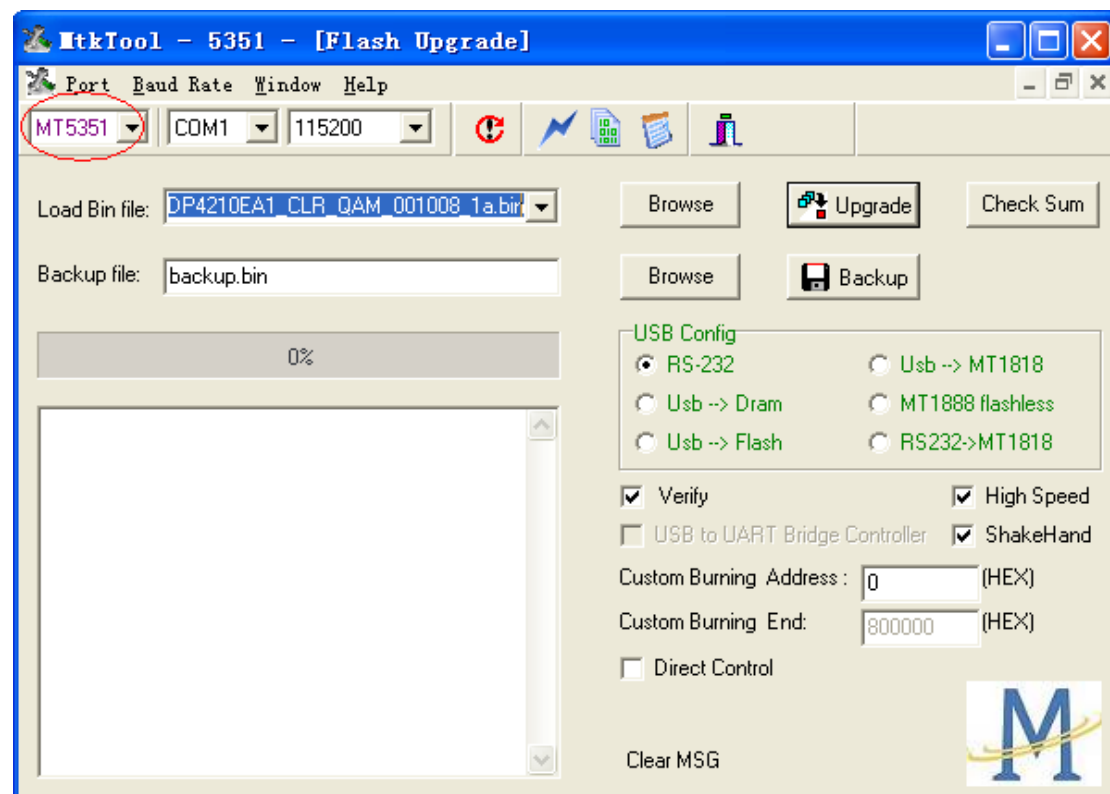 MtkTool - 5351 - [Flash Upgrade]
Port Baud Rate Window Help
MT5351 COM1 115200
Load Bin file: DP4210EA1_CLR_QAM_001008_1a.bin Browse Upgrade Check Sum
Backup file: backup.bin Browse Backup
USB Config
0% RS-232 Usb --> MT1818
Usb --> Dram MT1888 flashless
Usb --> Flash RS232->MT1818
Verify High Speed
USB to UART Bridge Controller ShakeHand
Custom Burning Address : 0 (HEX)
Custom Burning End: 800000 (HEX)
Direct Control
Clear MSG
M